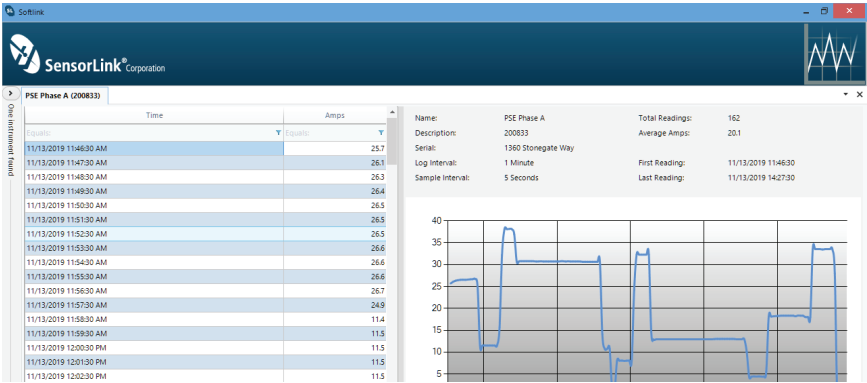 Softlink
SensorLink® Corporation
One instrument found
PSE Phase A (200833)
Time Amps
Equals: Equals:
11/13/2019 11:46:30 AM 25.7
11/13/2019 11:47:30 AM 26.1
11/13/2019 11:48:30 AM 26.3
11/13/2019 11:49:30 AM 26.4
11/13/2019 11:50:30 AM 26.5
11/13/2019 11:51:30 AM 26.5
11/13/2019 11:52:30 AM 26.5
11/13/2019 11:53:30 AM 26.6
11/13/2019 11:54:30 AM 26.6
11/13/2019 11:55:30 AM 26.6
11/13/2019 11:56:30 AM 26.7
11/13/2019 11:57:30 AM 24.9
11/13/2019 11:58:30 AM 11.4
11/13/2019 11:59:30 AM 11.5
11/13/2019 12:00:30 PM 11.5
11/13/2019 12:01:30 PM 11.5
11/13/2019 12:02:30 PM 11.5
Name: PSE Phase A Total Readings: 162
Description: 200833 Average Amps: 20.1
Serial: 1360 Stonegate Way
Log Interval: 1 Minute First Reading: 11/13/2019 11:46:30
Sample Interval: 5 Seconds Last Reading: 11/13/2019 14:27:30
40
35
30
25
20
15
10
5